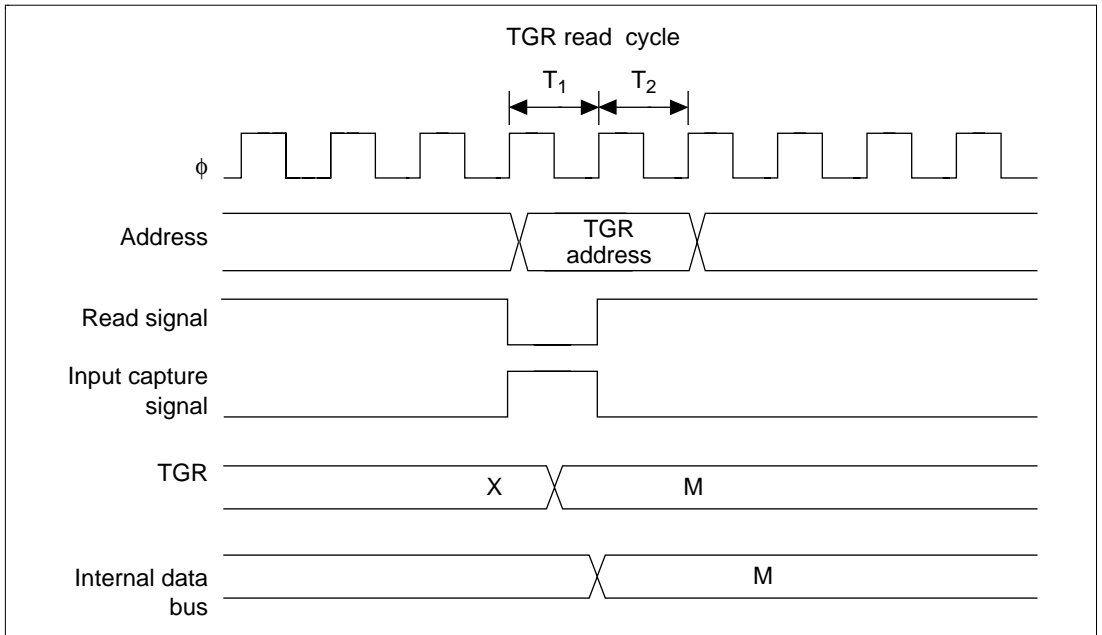 TGR read cycle
T1 T2
ϕ
Address
TGR
address
Read signal
Input capture
signal
TGR
X M
Internal data
bus
M